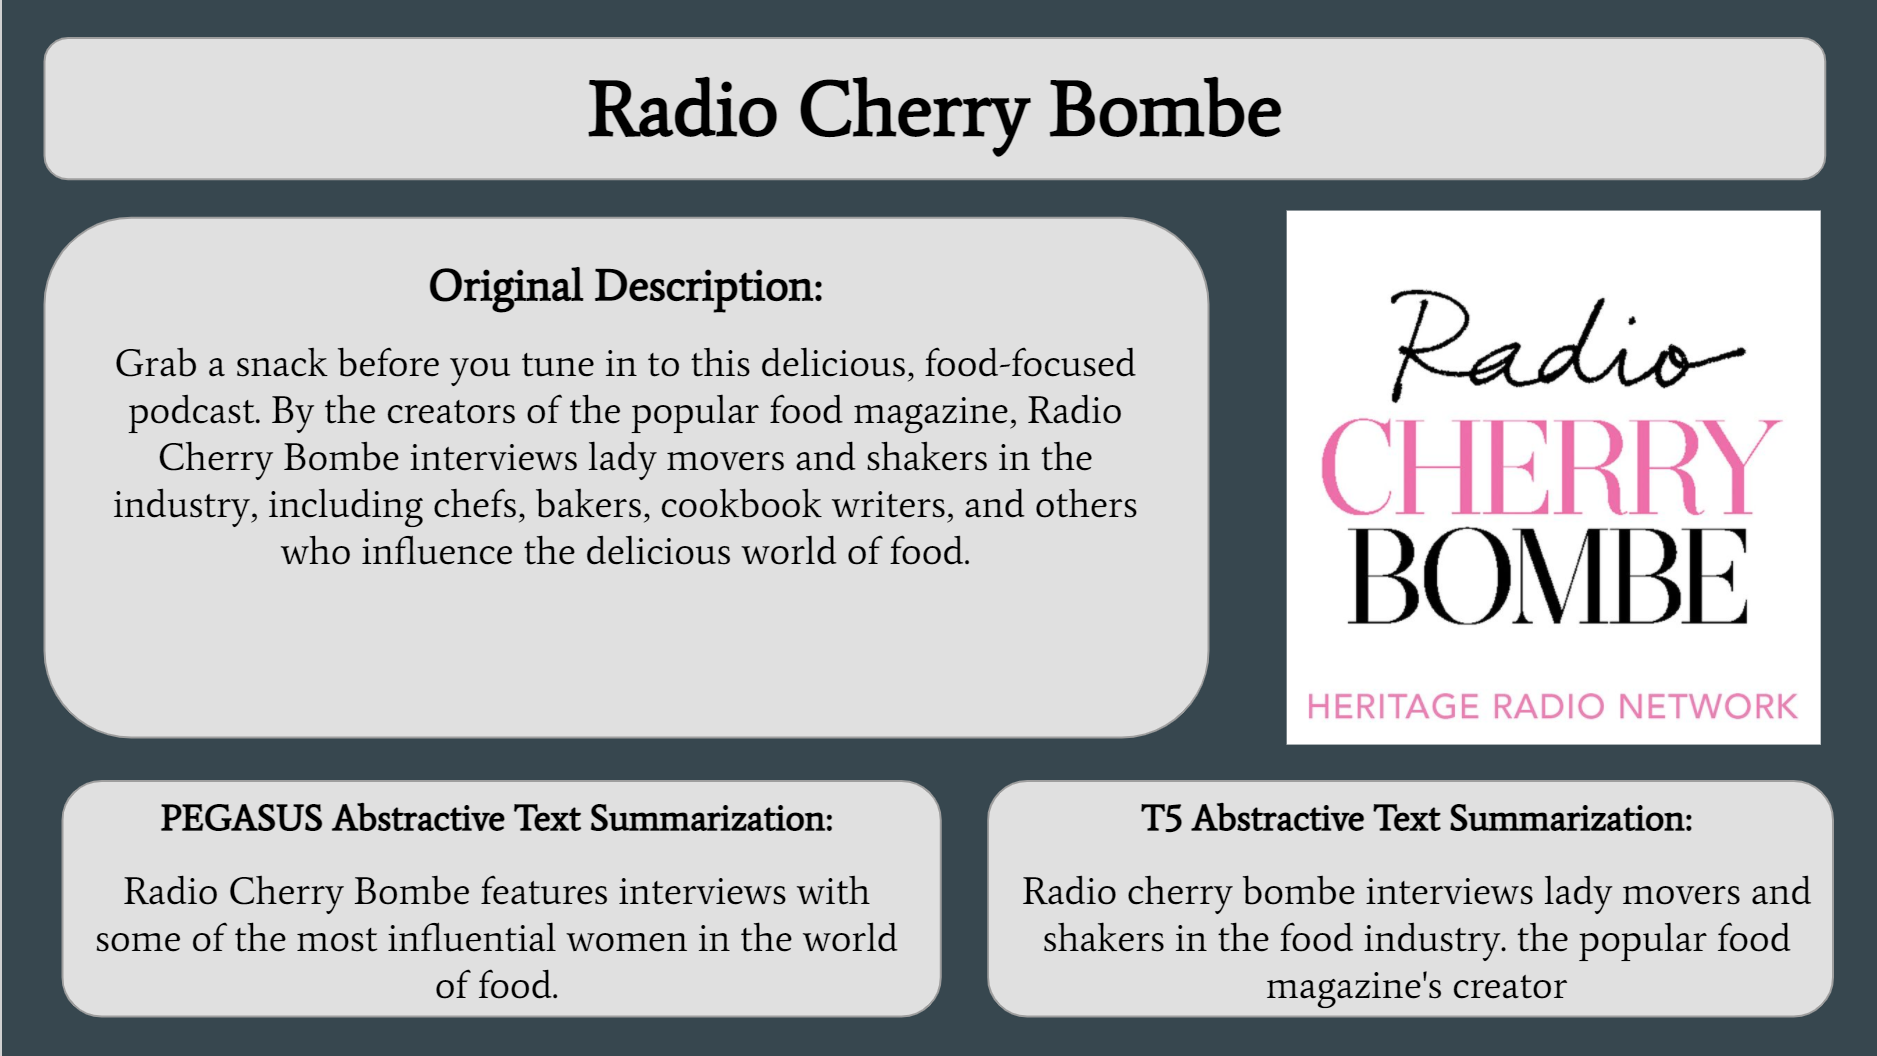 Radio Cherry Bombe
Original Description:
Grab a snack before you tune in to this delicious, food-focused
podcast. By the creators of the popular food magazine, Radio
Cherry Bombe interviews lady movers and shakers in the
industry, including chefs, bakers, cookbook writers, and others
who influence the delicious world of food.
Radio
CHERRY
BOMBE
HERITAGE RADIO NETWORK
PEGASUS Abstractive Text Summarization:
Radio Cherry Bombe features interviews with
some of the most influential women in the world
of food.
T5 Abstractive Text Summarization:
Radio cherry bombe interviews lady movers and
shakers in the food industry. the popular food
magazine's creator